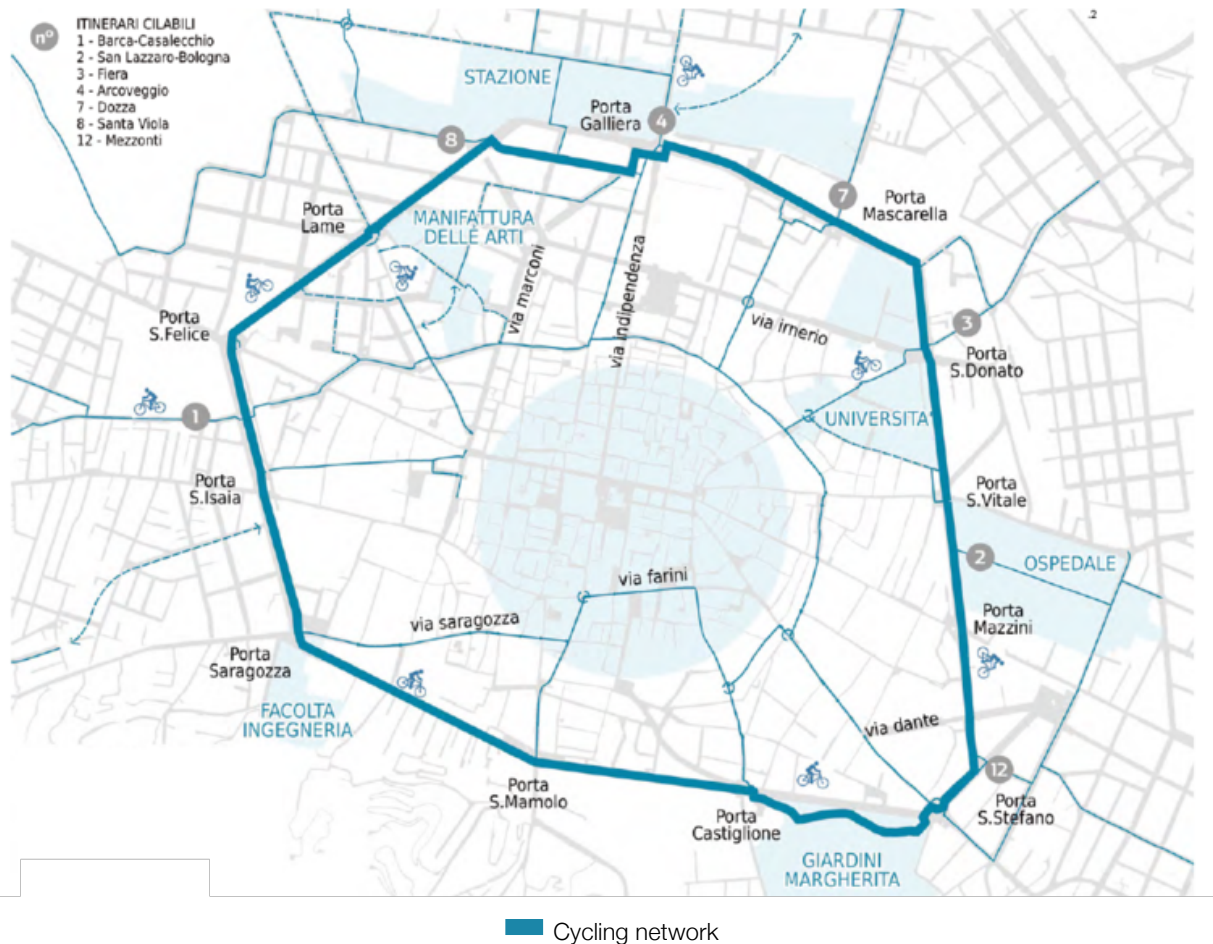 nº
ITINERARI CILABILI
1 - Barca-Casalecchio
2 - San Lazzaro-Bologna
3 - Fiera
4 - Arcoveggio
7 - Dozza
8 - Santa Viola
12 - Mezzonti
.2
STAZIONE
Porta
Galliera
4
8
7
Porta
Mascarella
Porta
Lame
MANIFATTURA
DELLE ARTI
via marconi
via indipendenza
via irnerio
Porta
S.Felice
3
Porta
S.Donato
1
UNIVERSITA'
Porta
S.Isaia
Porta
S.Vitale
2
OSPEDALE
via farini
via saragozza
Porta
Mazzini
Porta
Saragozza
FACOLTA
INGEGNERIA
via dante
12
Porta
S.Mamolo
Porta
Castiglione
Porta
S.Stefano
GIARDINI
MARGHERITA
Cycling network